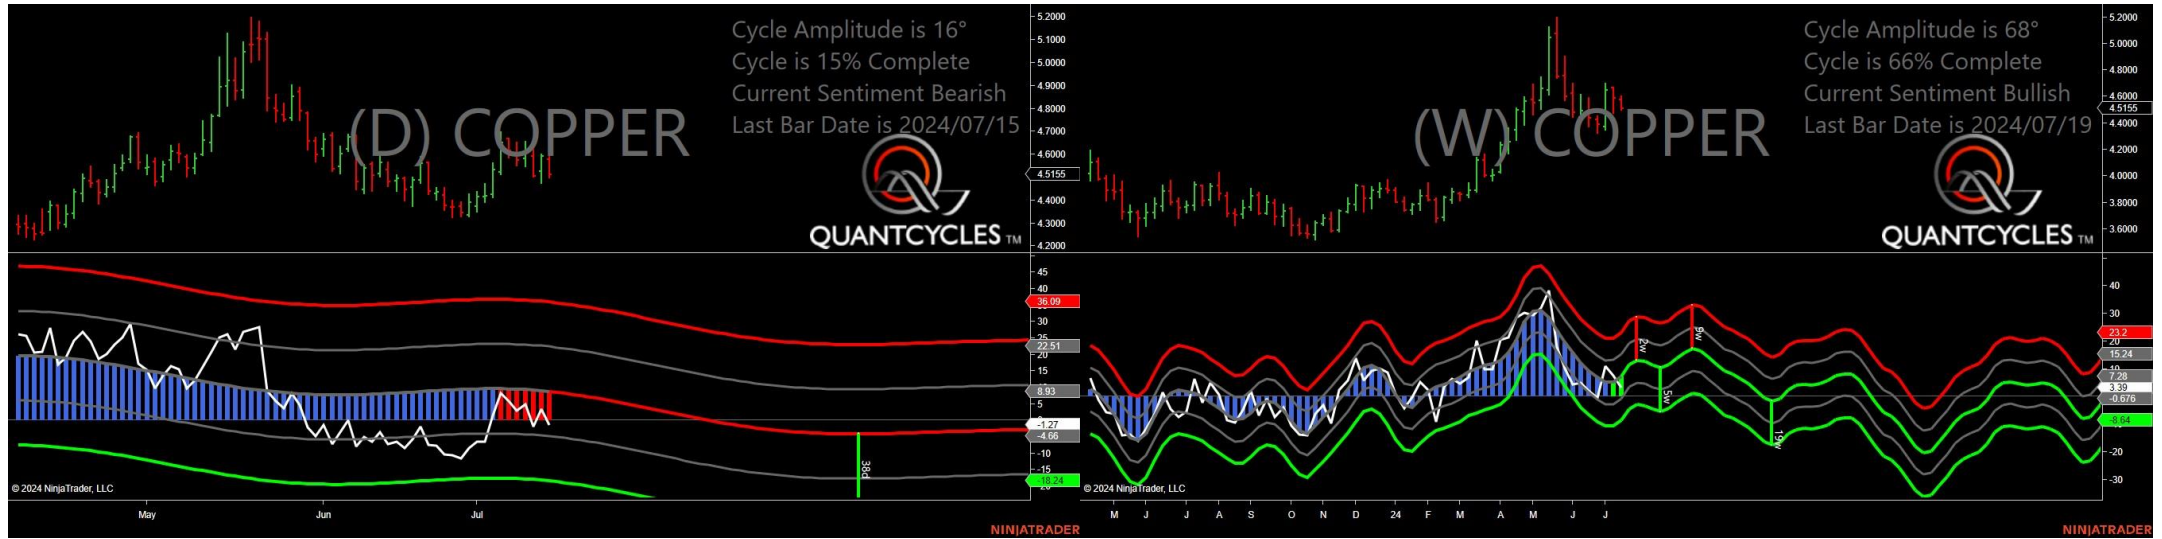 Cycle Amplitude is 16°
Cycle is 15% Complete
Current Sentiment Bearish
Last Bar Date is 2024/07/15
(D) COPPER
QUANTCYCLES TM
5.2000
5.1000
5.0000
4.9000
4.8000
4.7000
4.6000
4.5155
4.4000
4.3000
4.2000
45
40
36.09
30
25
22.51
20
15
8.93
5
-1.27
-4.66
-10
-15
-18.24
38d
© 2024 NinjaTrader, LLC
May
Jun
Jul
NINJATRADER
Cycle Amplitude is 68°
Cycle is 66% Complete
Current Sentiment Bullish
Last Bar Date is 2024/07/19
(W) COPPER
QUANTCYCLES TM
5.2000
5.0000
4.8000
4.6000
4.5155
4.4000
4.2000
4.0000
3.8000
3.6000
40
30
23.2
20
15.24
7.28
3.39
-0.676
-8.64
-20
-30
2w
9w
5w
19w
© 2024 NinjaTrader, LLC
M
J
J
A
S
O
N
D
24
F
M
A
M
J
J
NINJATRADER